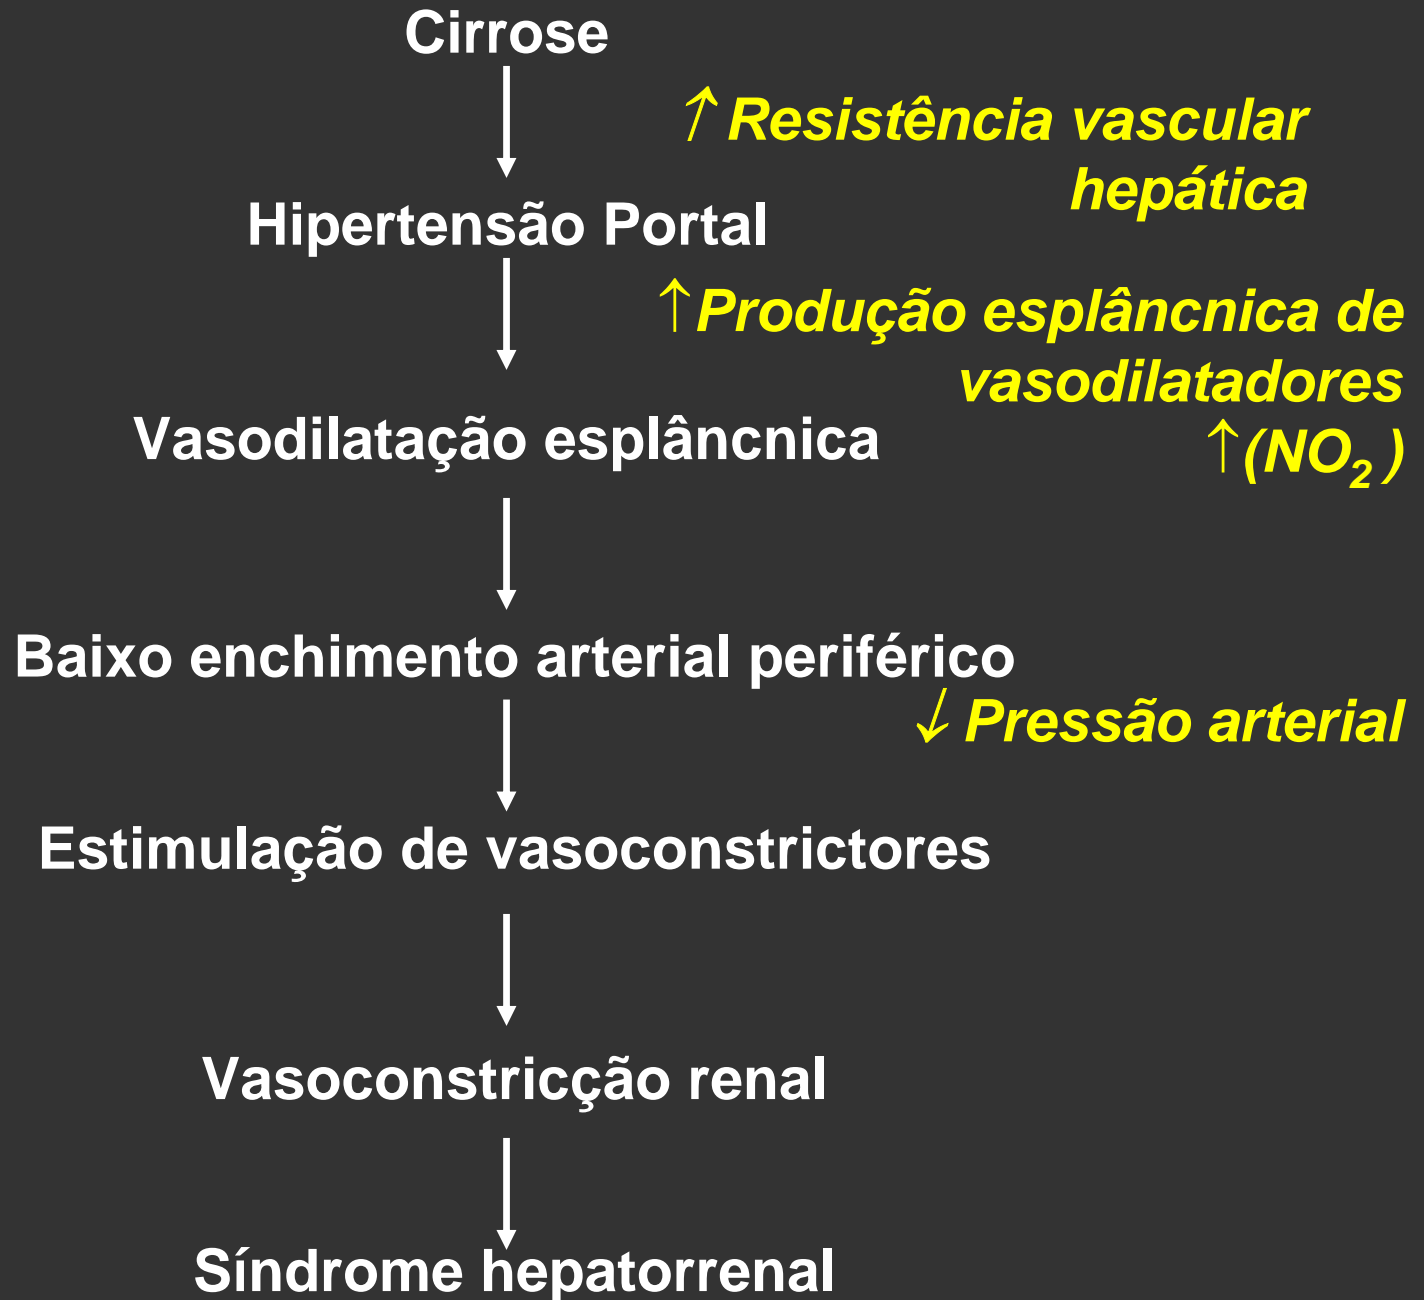 Cirrose
↑ Resistência vascular
hepática
Hipertensão Portal
↑Produção esplâncnica de
vasodilatadores
Vasodilatação esplâncnica
↑(NO₂ )
Baixo enchimento arterial periférico
↓ Pressão arterial
Estimulação de vasoconstrictores
Vasoconstricção renal
Síndrome hepatorrenal